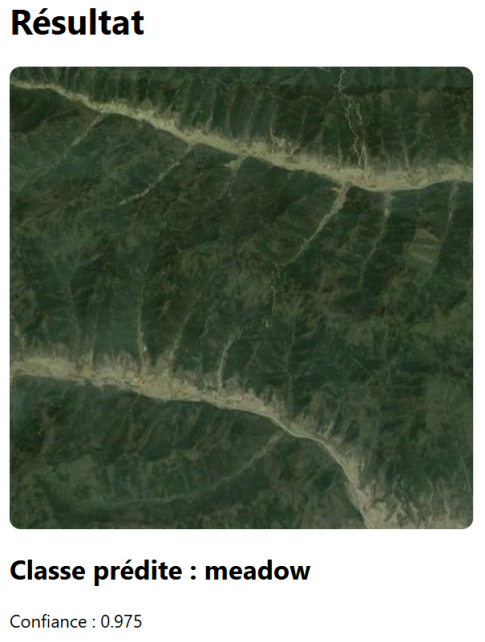 Résultat
Classe prédite : meadow
Confiance : 0.975